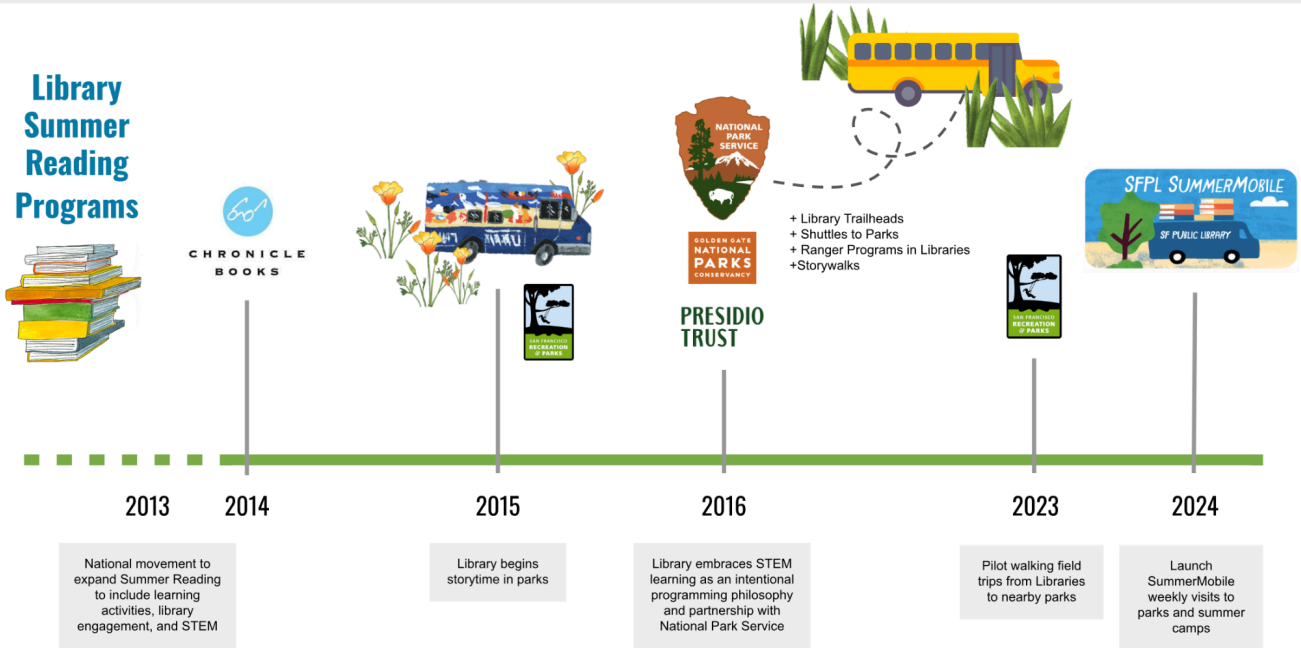 Library
Summer
Reading
Programs
CHRONICLE
BOOKS
SAN FRANCISCO
RECREATION
& PARKS
NATIONAL
PARK
SERVICE
GOLDEN GATE
NATIONAL
PARKS
CONSERVANCY
PRESIDIO
TRUST
+ Library Trailheads
+ Shuttles to Parks
+ Ranger Programs in Libraries
+Storywalks
SAN FRANCISCO
RECREATION
& PARKS
SFPL SUMMERMOBILE
SF PUBLIC LIBRARY
2013
2014
2015
2016
2023
2024
National movement to
expand Summer Reading
to include learning
activities, library
engagement, and STEM
Library begins
storytime in parks
Library embraces STEM
learning as an intentional
programming philosophy
and partnership with
National Park Service
Pilot walking field
trips from Libraries
to nearby parks
Launch
SummerMobile
weekly visits to
parks and summer
camps